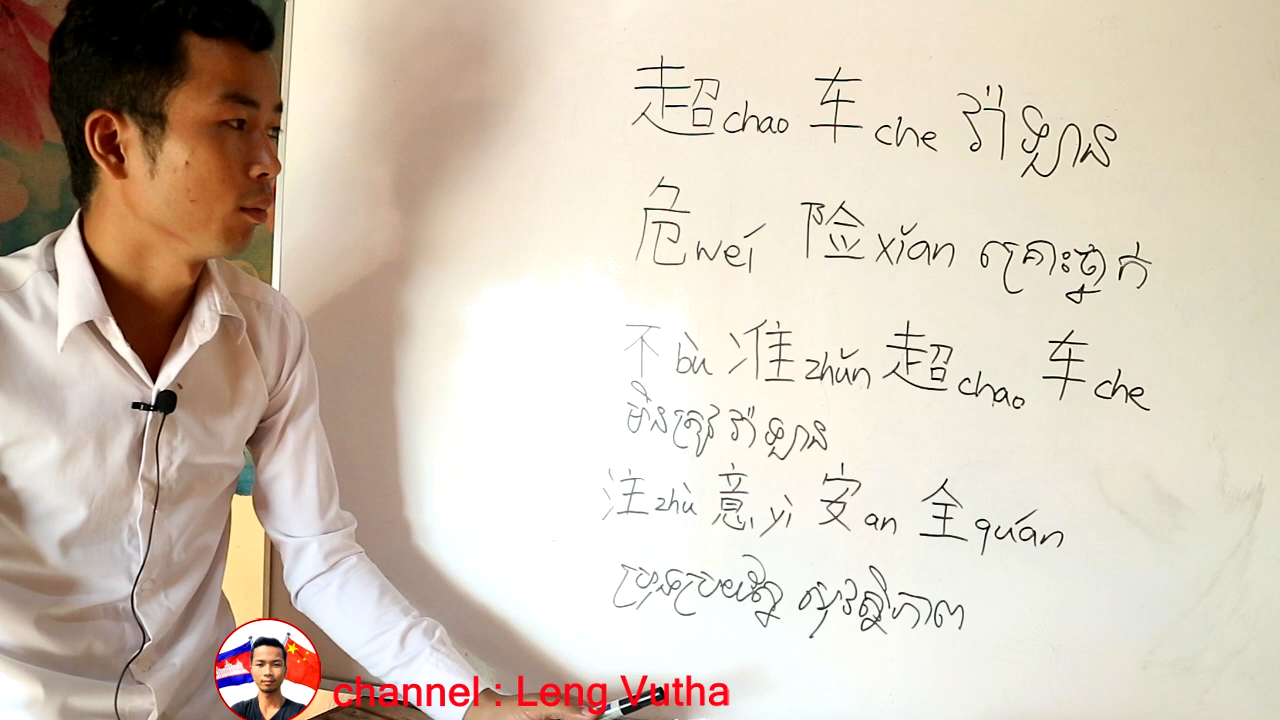 超chao 车che វ៉ាឡាន
危weí 险xǐan គ្រោះថ្នាក់
不bù 准zhǔn 超chao 车che
មិនត្រូវ វ៉ា ឡាន
注zhù 意yì 安an 全quán
ប្រុងប្រយ័ត្ន សុវត្ថិភាព
channel : Leng Vutha